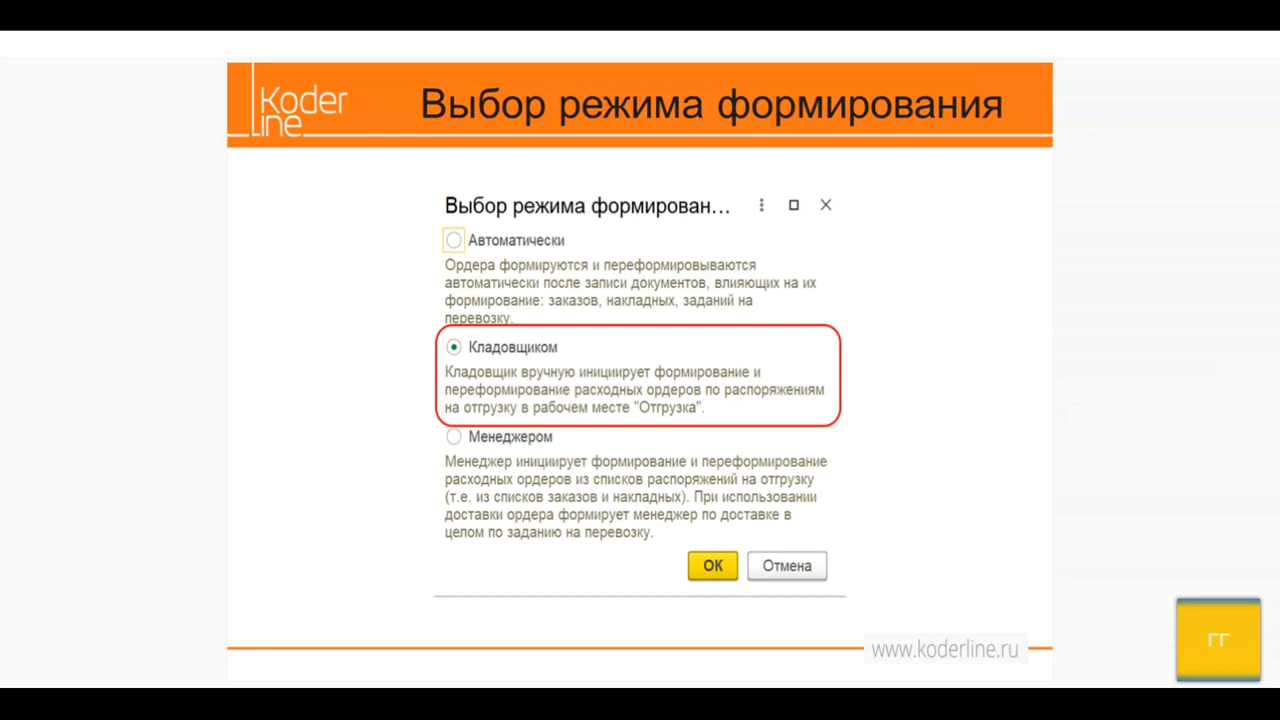 Koder
line
Выбор режима формирования
Выбор режима формирован...
Автоматически
Ордера формируются и переформировываются
автоматически после записи документов, влияющих на их
формирование: заказов, накладных, заданий на
перевозку.
Кладовщиком
Кладовщик вручную инициирует формирование и
переформирование расходных ордеров по распоряжениям
на отгрузку в рабочем месте "Отгрузка".
Менеджером
Менеджер инициирует формирование и переформирование
расходных ордеров из списков распоряжений на отгрузку
(т.е. из списков заказов и накладных). При использовании
доставки ордера формирует менеджер по доставке в
целом по заданию на перевозку.
ОК
Отмена
www.koderline.ru
ГГ